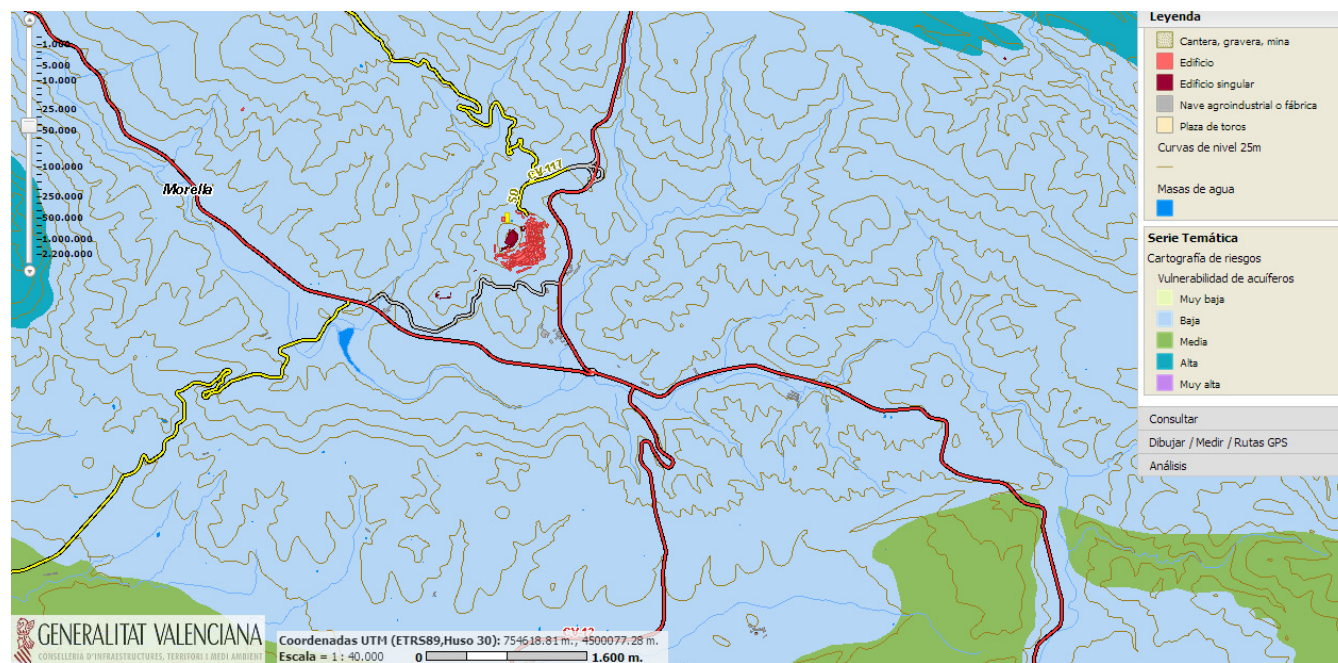 1.000
5.000
10.000
25.000
50.000
100.000
250.000
500.000
1.000.000
2.200.000
Morella
CV-117
Leyenda
Cantera, gravera, mina
Edificio
Edificio singular
Nave agroindustrial o fábrica
Plaza de toros
Curvas de nivel 25m
Masas de agua
Serie Temática
Cartografía de riesgos
Vulnerabilidad de acuíferos
Muy baja
Baja
Media
Alta
Muy alta
Consultar
Dibujar / Medir / Rutas GPS
Análisis
GENERALITAT VALENCIANA
CONSELLERIA D'INFRAESTRUCTURES, TERRITORI I MEDI AMBIENT
Coordenadas UTM (ETRS89,Huso 30): 754618.81 m., 4500077.28 m.
Escala = 1 : 40.000
0
1.600 m.